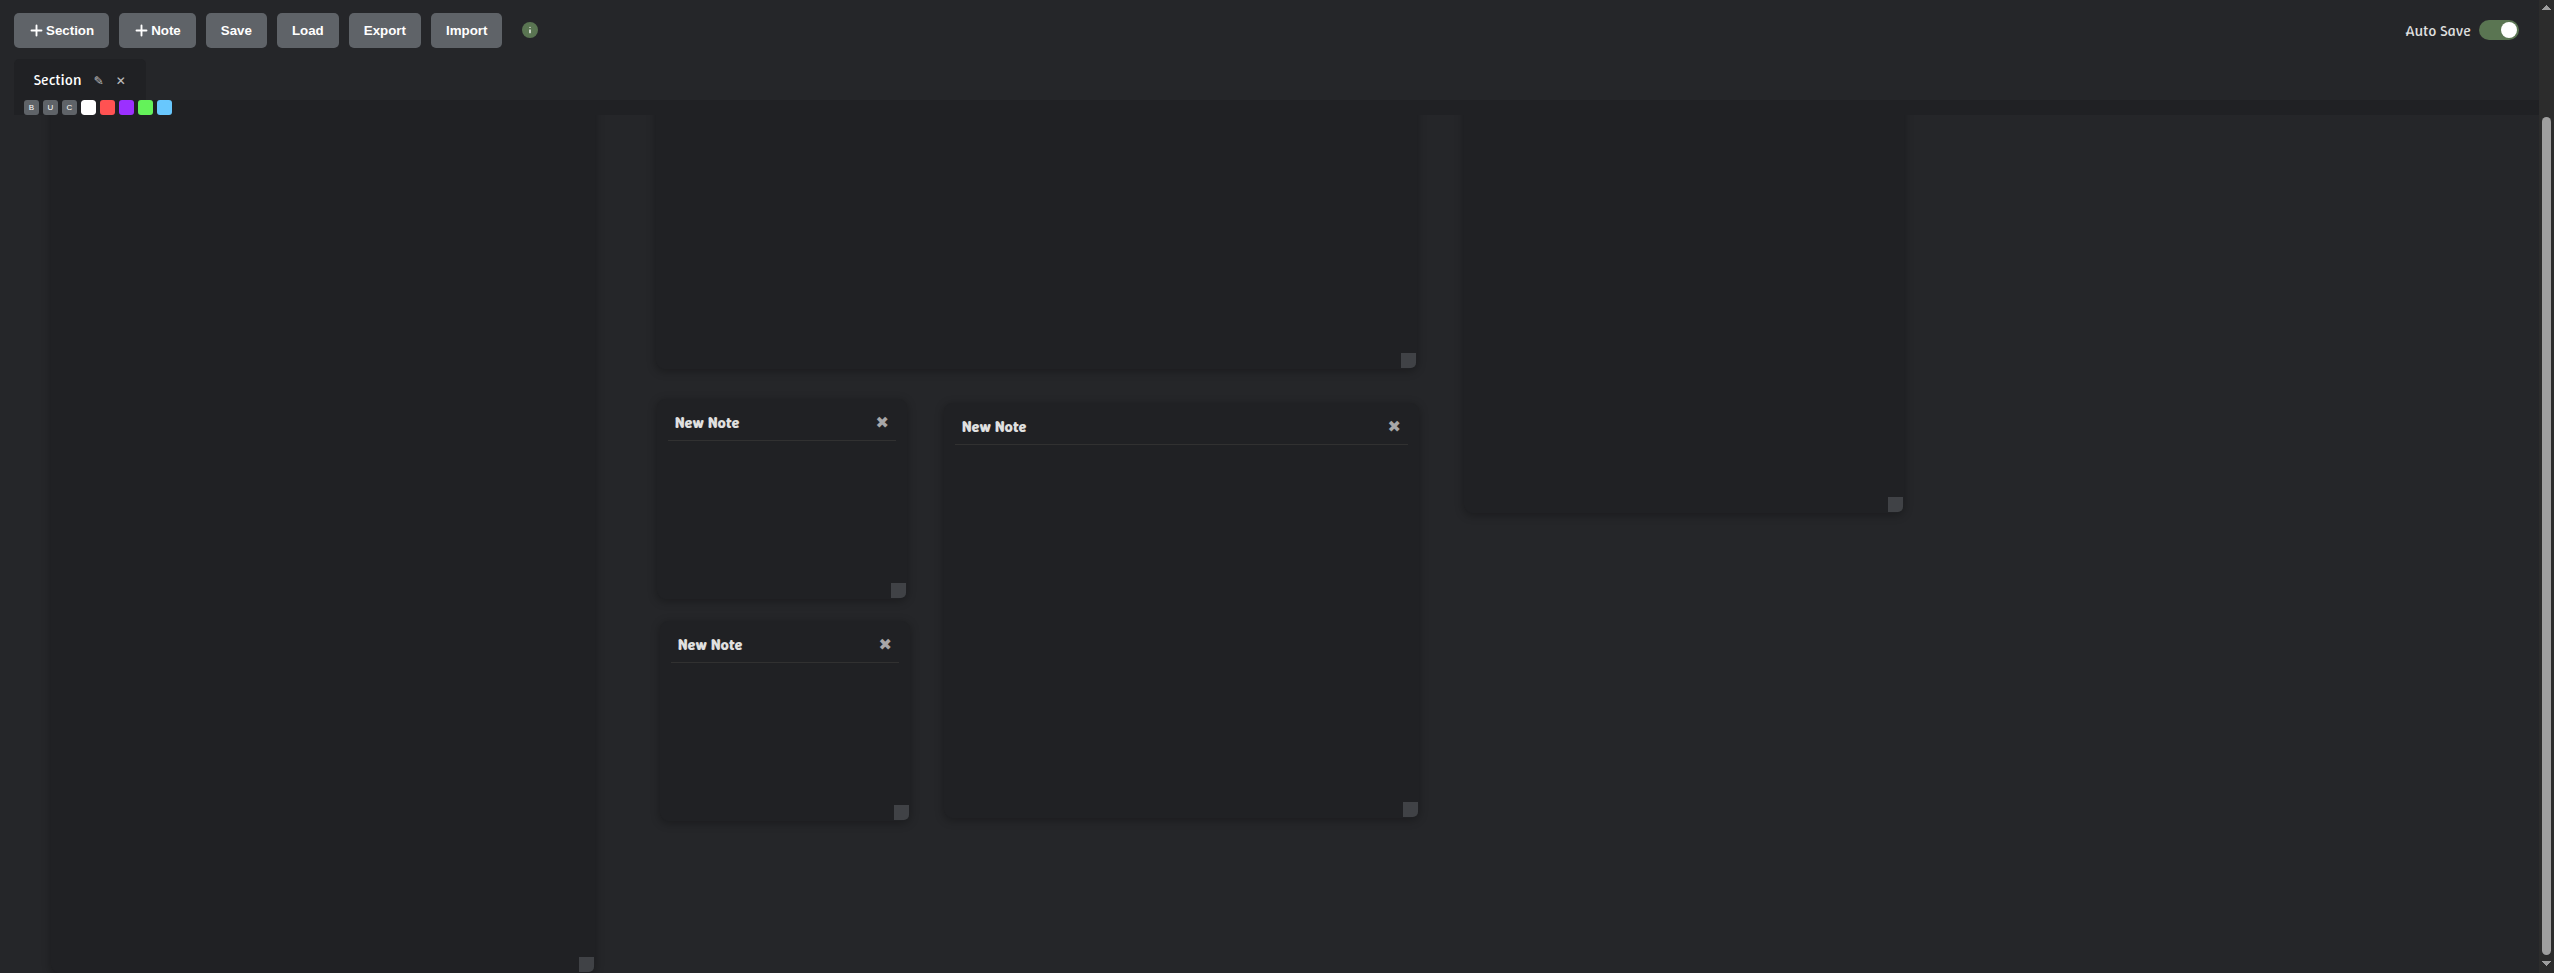 Section Note Save Load Export Import i Auto Save
Section
B U C
New Note
New Note
New Note